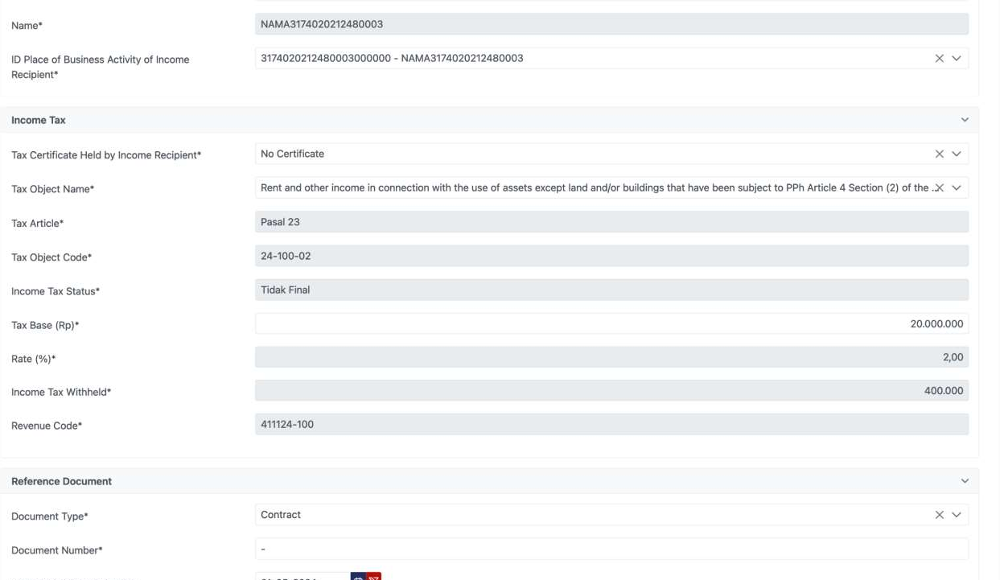 Name*
NAMA3174020212480003
ID Place of Business Activity of Income
Recipient*
3174020212480003000000 - NAMA3174020212480003
Income Tax
Tax Certificate Held by Income Recipient*
No Certificate
Tax Object Name*
Rent and other income in connection with the use of assets except land and/or buildings that have been subject to PPh Article 4 Section (2) of the ...
Tax Article*
Pasal 23
Tax Object Code*
24-100-02
Income Tax Status*
Tidak Final
Tax Base (Rp)*
20.000.000
Rate (%)*
2,00
Income Tax Withheld*
400.000
Revenue Code*
411124-100
Reference Document
Document Type*
Contract
Document Number*
-